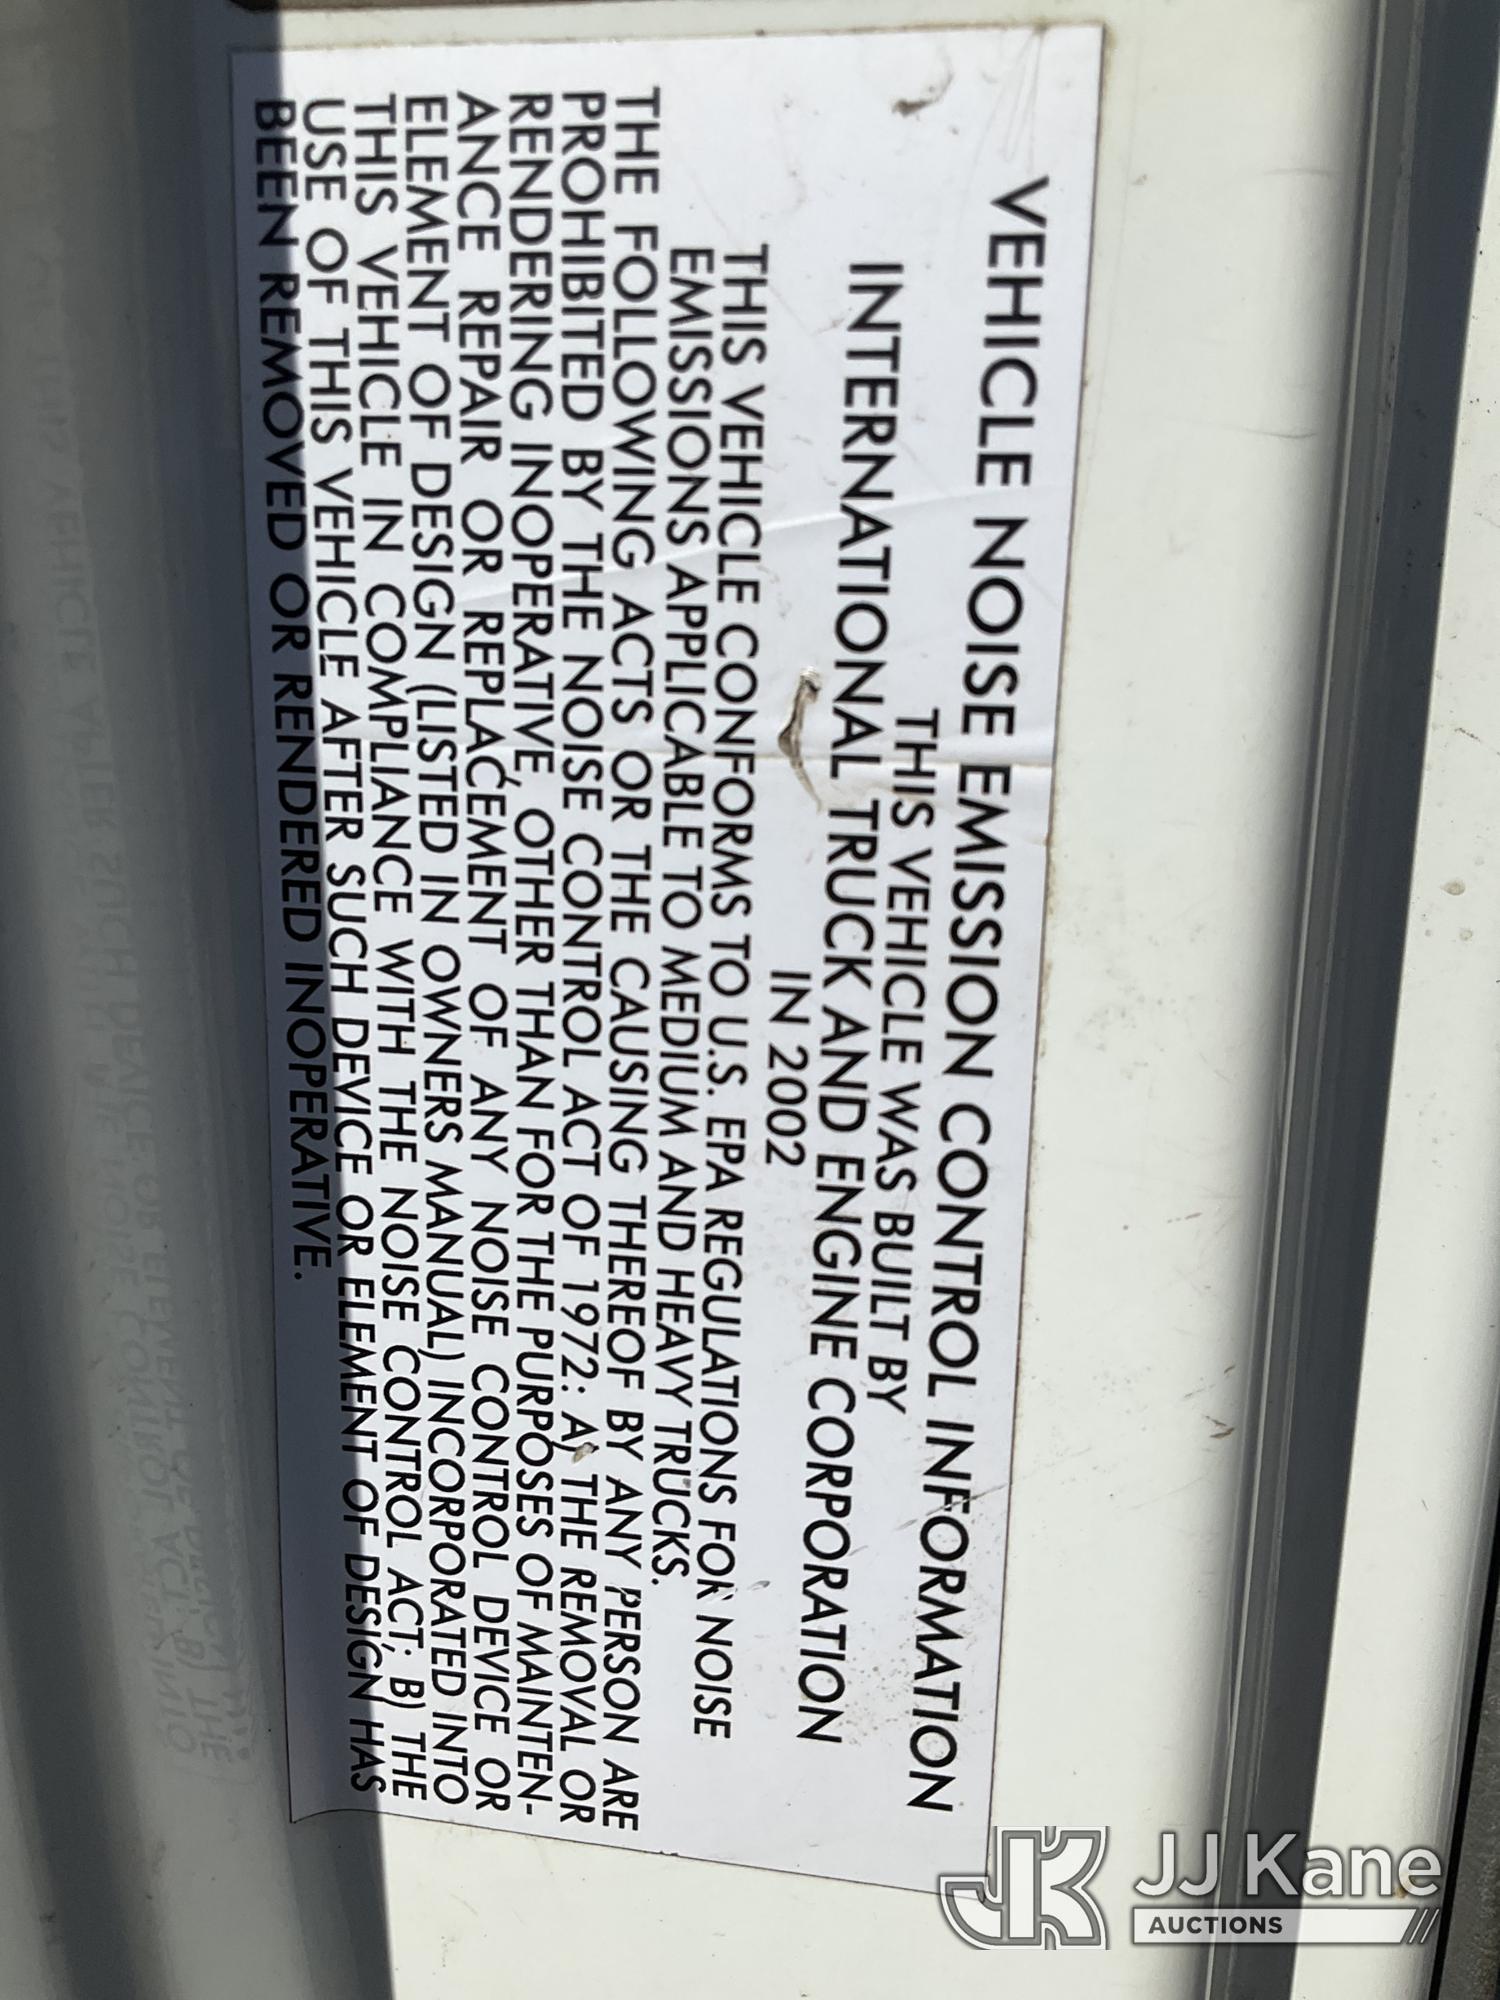 VEHICLE NOISE EMISSION CONTROL INFORMATION
THIS VEHICLE WAS BUILT BY
INTERNATIONAL TRUCK AND ENGINE CORPORATION
IN 2002
THIS VEHICLE CONFORMS TO U.S. EPA REGULATIONS FOR NOISE
EMISSIONS APPLICABLE TO MEDIUM AND HEAVY TRUCKS.
THE FOLLOWING ACTS OR THE CAUSING THEREOF BY ANY PERSON ARE
PROHIBITED BY THE NOISE CONTROL ACT OF 1972: A) THE REMOVAL OR
RENDERING INOPERATIVE, OTHER THAN FOR THE PURPOSES OF MAINTEN-
ANCE REPAIR OR REPLACEMENT OF ANY NOISE CONTROL DEVICE OR
ELEMENT OF DESIGN (LISTED IN OWNERS MANUAL) INCORPORATED INTO
THIS VEHICLE IN COMPLIANCE WITH THE NOISE CONTROL ACT; B) THE
USE OF THIS VEHICLE AFTER SUCH DEVICE OR ELEMENT OF DESIGN HAS
BEEN REMOVED OR RENDERED INOPERATIVE.
JK JJ Kane
AUCTIONS